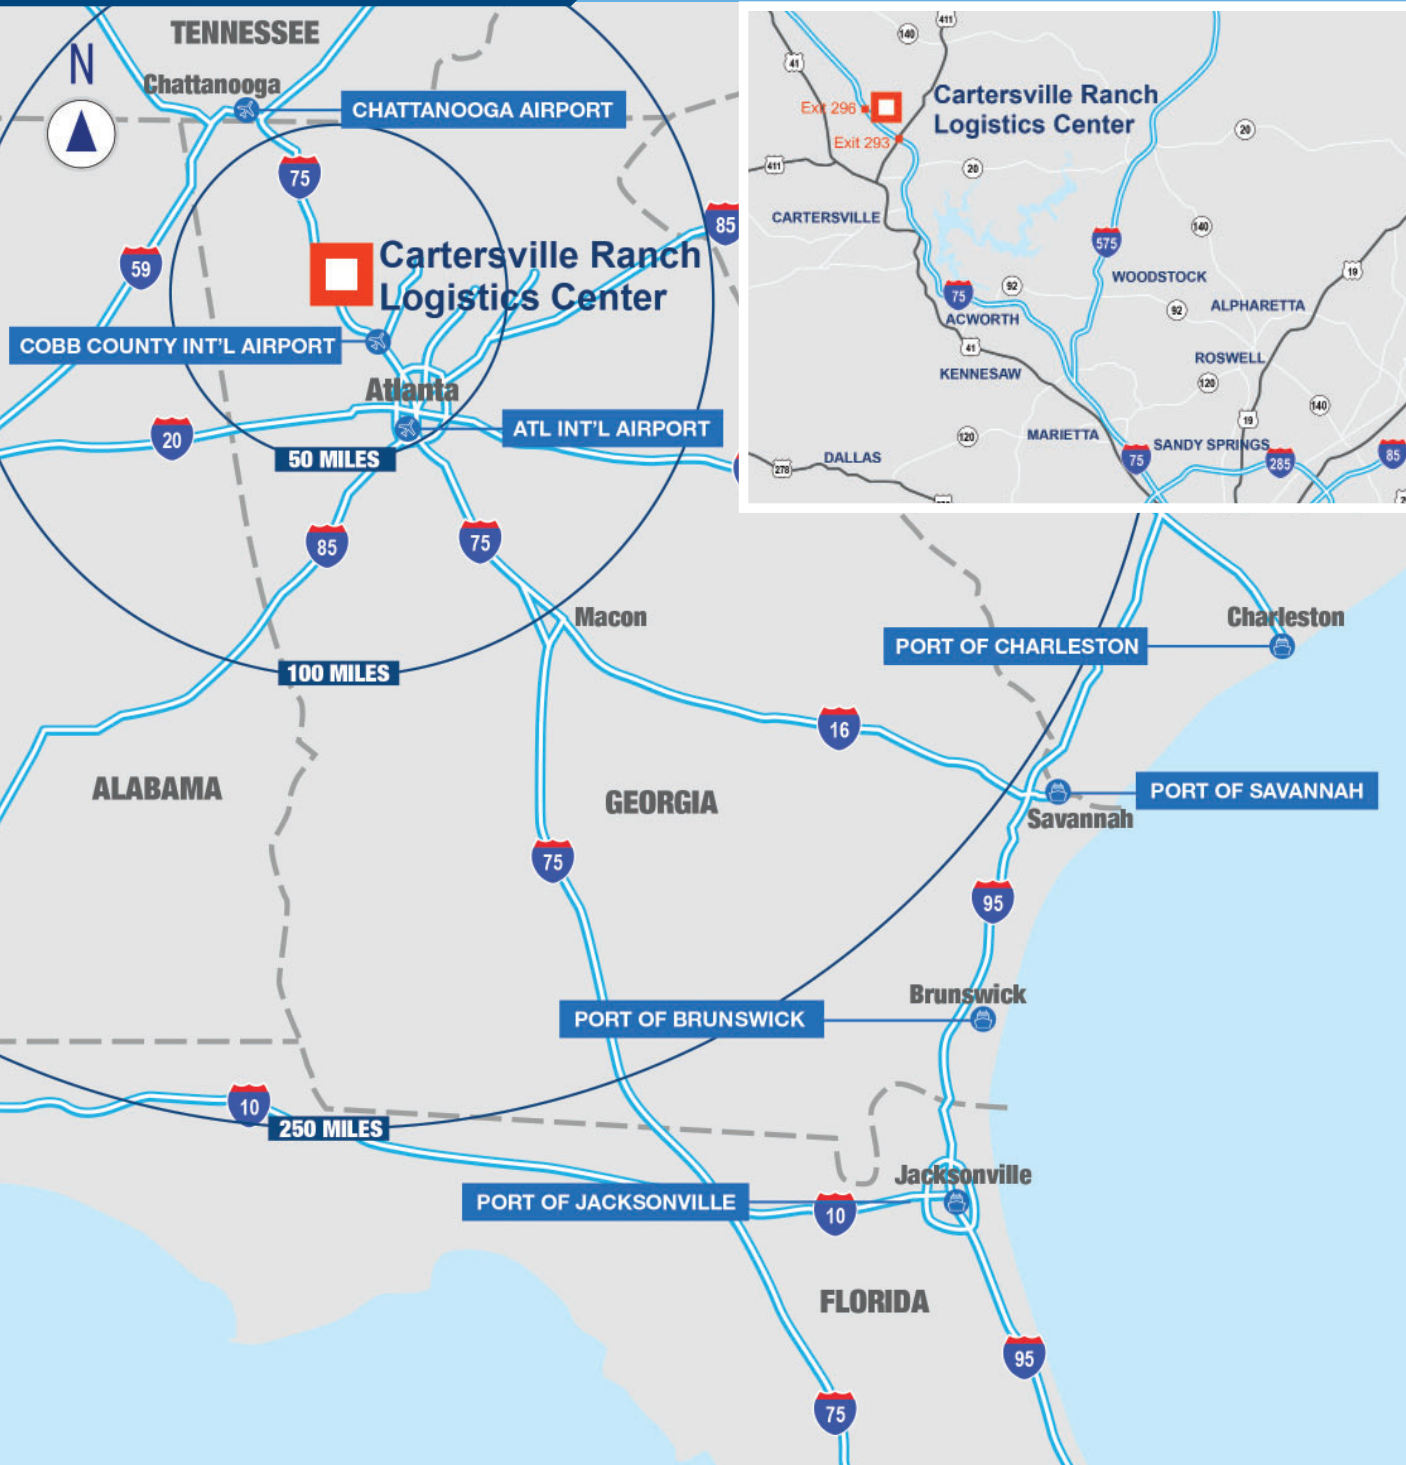 TENNESSEE
N
Chattanooga
CHATTANOOGA AIRPORT
75
85
59
Cartersville Ranch
Logistics Center
COBB COUNTY INT'L AIRPORT
Atlanta
20
ATL INT'L AIRPORT
50 MILES
85
75
Macon
100 MILES
16
ALABAMA
GEORGIA
75
Charleston
PORT OF CHARLESTON
PORT OF SAVANNAH
Savannah
95
Brunswick
PORT OF BRUNSWICK
10
250 MILES
Jacksonville
PORT OF JACKSONVILLE
10
FLORIDA
95
75
411
140
41
Cartersville Ranch
Logistics Center
Exit 296
Exit 293
20
411
20
CARTERSVILLE
140
575
WOODSTOCK
19
92
75
ACWORTH
92
ALPHARETTA
41
KENNESAW
ROSWELL
120
140
19
120
MARIETTA
SANDY SPRINGS
DALLAS
278
75
285
85